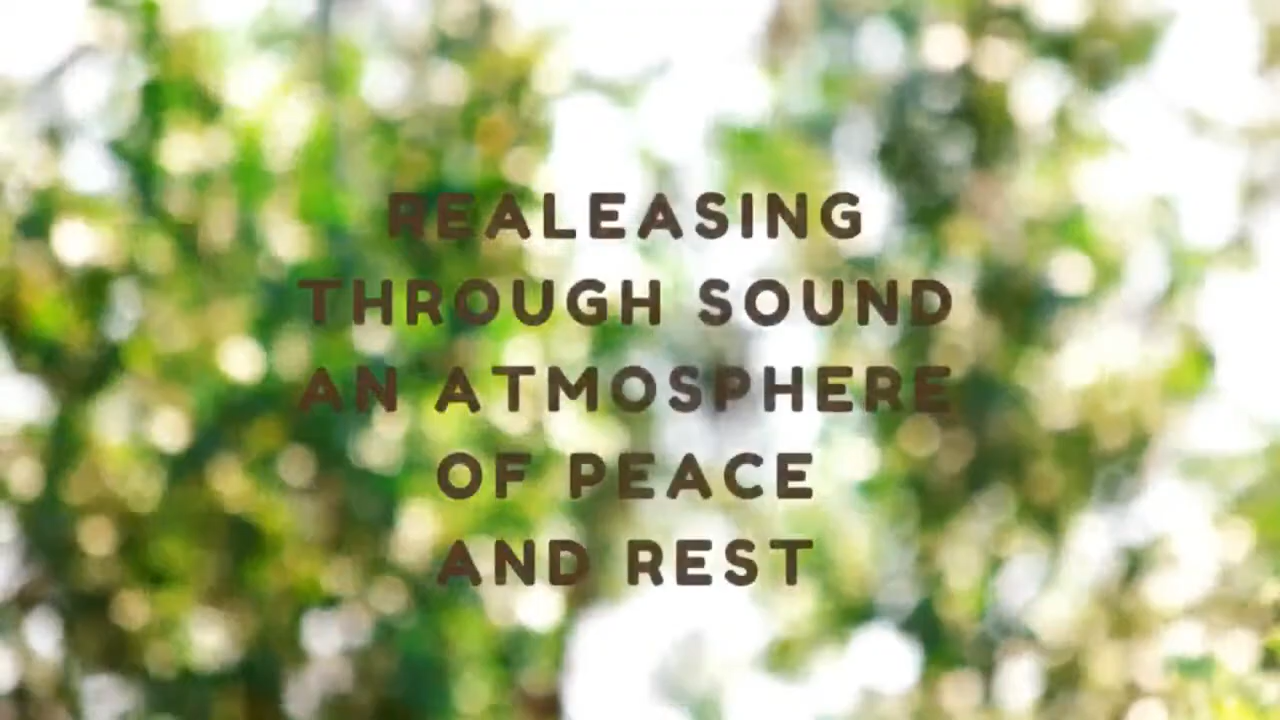 REALEASING
THROUGH SOUND
AN ATMOSPHERE
OF PEACE
AND REST